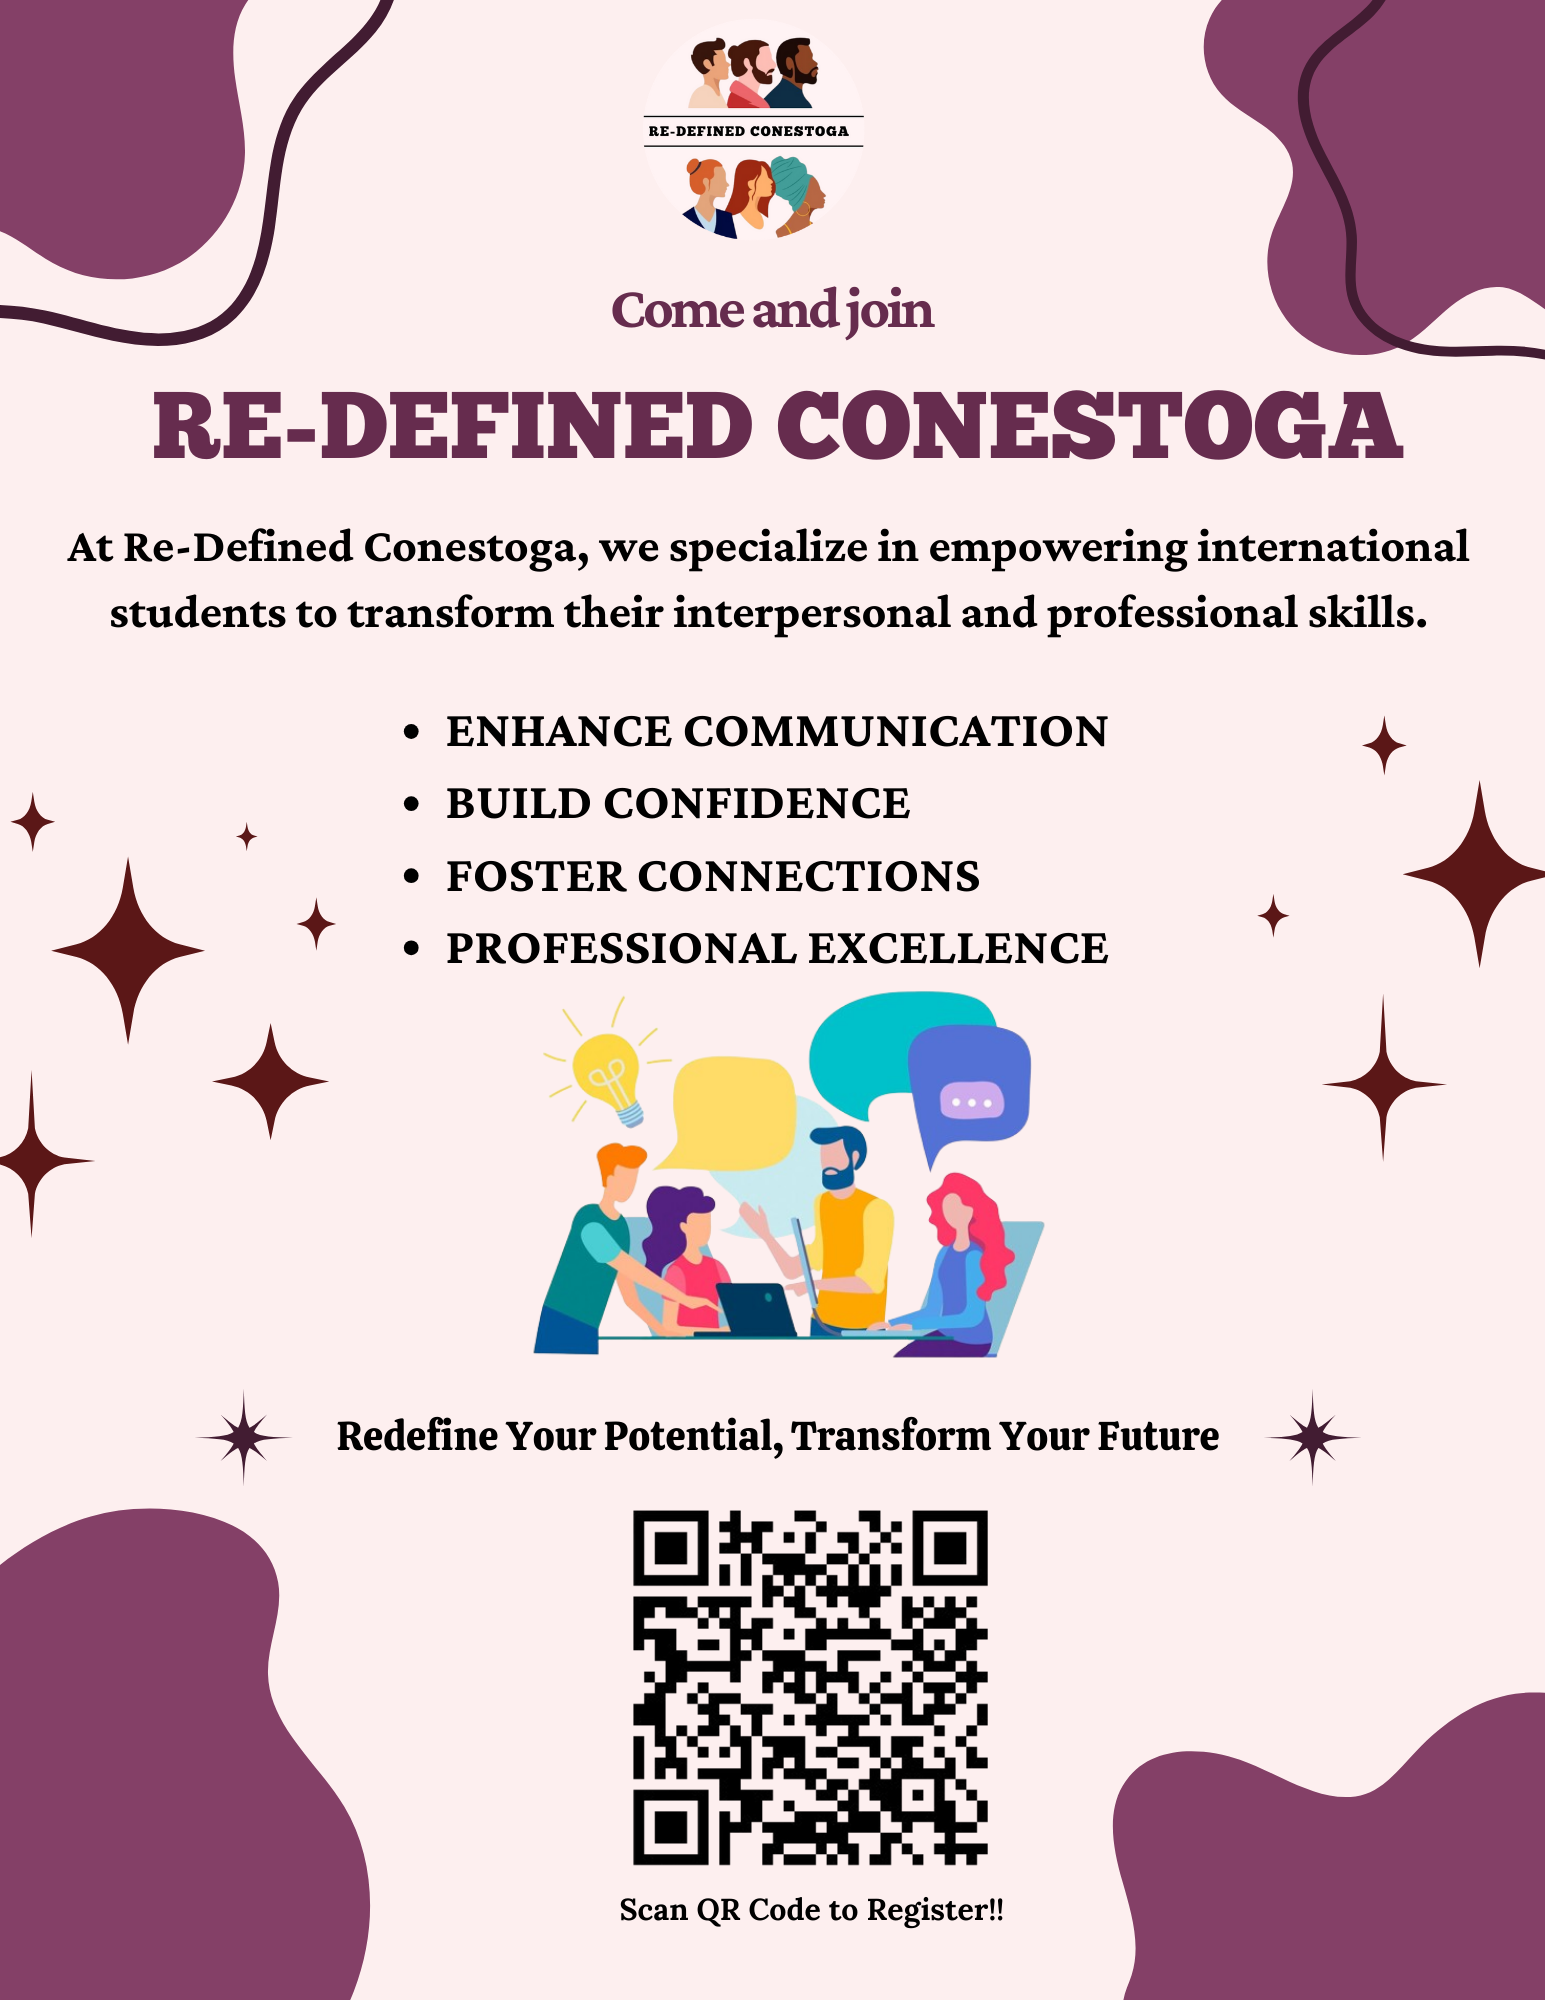 RE-DEFINED CONESTOGA
Come and join
RE-DEFINED CONESTOGA
At Re-Defined Conestoga, we specialize in empowering international
students to transform their interpersonal and professional skills.
• ENHANCE COMMUNICATION
• BUILD CONFIDENCE
• FOSTER CONNECTIONS
• PROFESSIONAL EXCELLENCE
Redefine Your Potential, Transform Your Future
Scan QR Code to Register!!